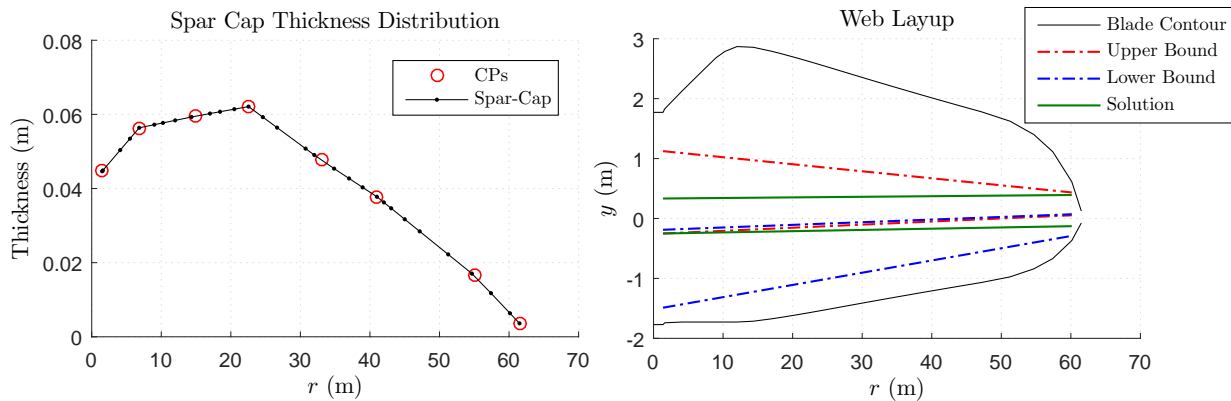 Spar Cap Thickness Distribution
0.08
0.06
0.04
0.02
0
Thickness (m)
CPs
Spar-Cap
0 10 20 30 40 50 60 70
r (m)
Web Layup
3
2
1
0
-1
-2
y (m)
Blade Contour
Upper Bound
Lower Bound
Solution
0 10 20 30 40 50 60 70
r (m)